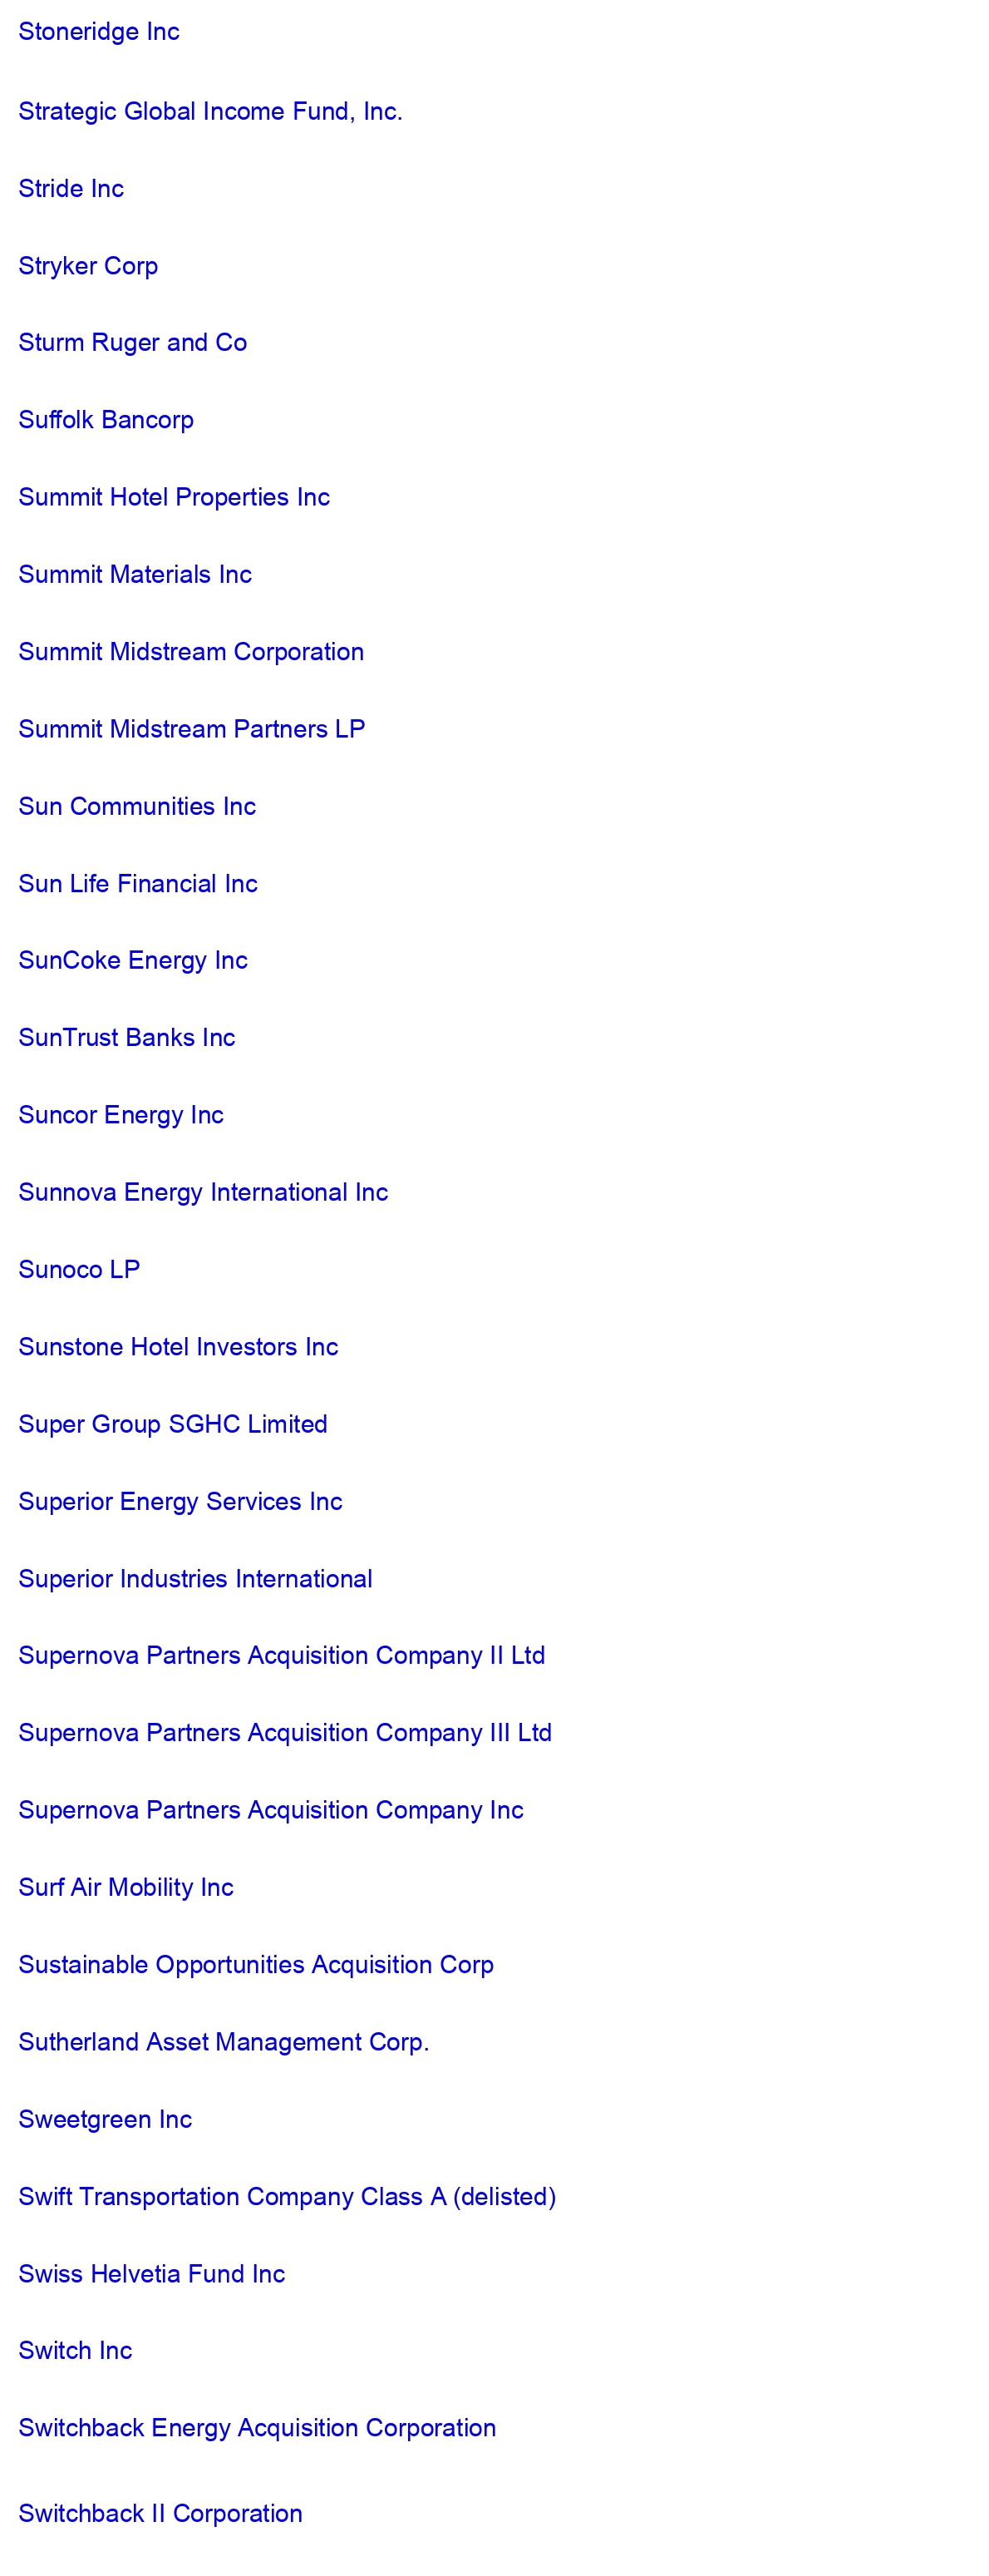 Stoneridge Inc
Strategic Global Income Fund, Inc.
Stride Inc
Stryker Corp
Sturm Ruger and Co
Suffolk Bancorp
Summit Hotel Properties Inc
Summit Materials Inc
Summit Midstream Corporation
Summit Midstream Partners LP
Sun Communities Inc
Sun Life Financial Inc
SunCoke Energy Inc
SunTrust Banks Inc
Suncor Energy Inc
Sunnova Energy International Inc
Sunoco LP
Sunstone Hotel Investors Inc
Super Group SGHC Limited
Superior Energy Services Inc
Superior Industries International
Supernova Partners Acquisition Company II Ltd
Supernova Partners Acquisition Company III Ltd
Supernova Partners Acquisition Company Inc
Surf Air Mobility Inc
Sustainable Opportunities Acquisition Corp
Sutherland Asset Management Corp.
Sweetgreen Inc
Swift Transportation Company Class A (delisted)
Swiss Helvetia Fund Inc
Switch Inc
Switchback Energy Acquisition Corporation
Switchback II Corporation